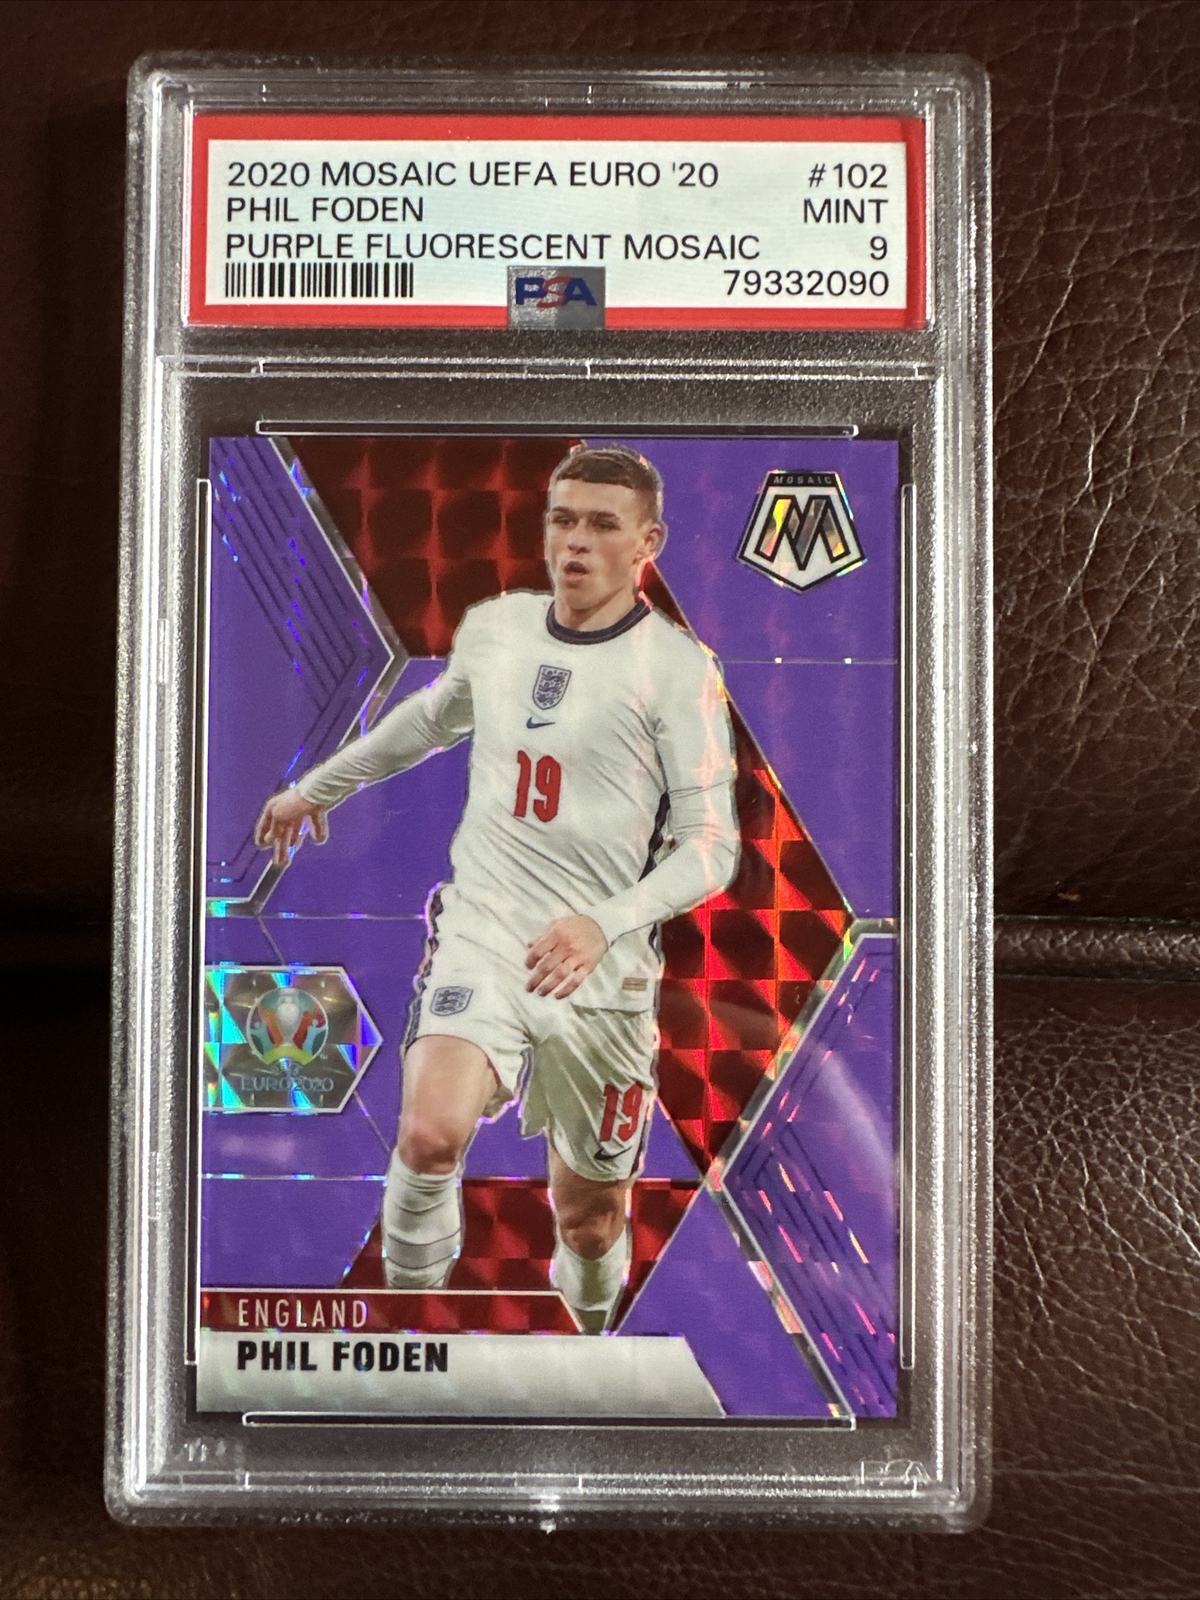 2020 MOSAIC UEFA EURO '20 #102
PHIL FODEN MINT
PURPLE FLUORESCENT MOSAIC 9
79332090
PSA
MOSAIC
M
19
EURO2020
19
ENGLAND
PHIL FODEN
PSA